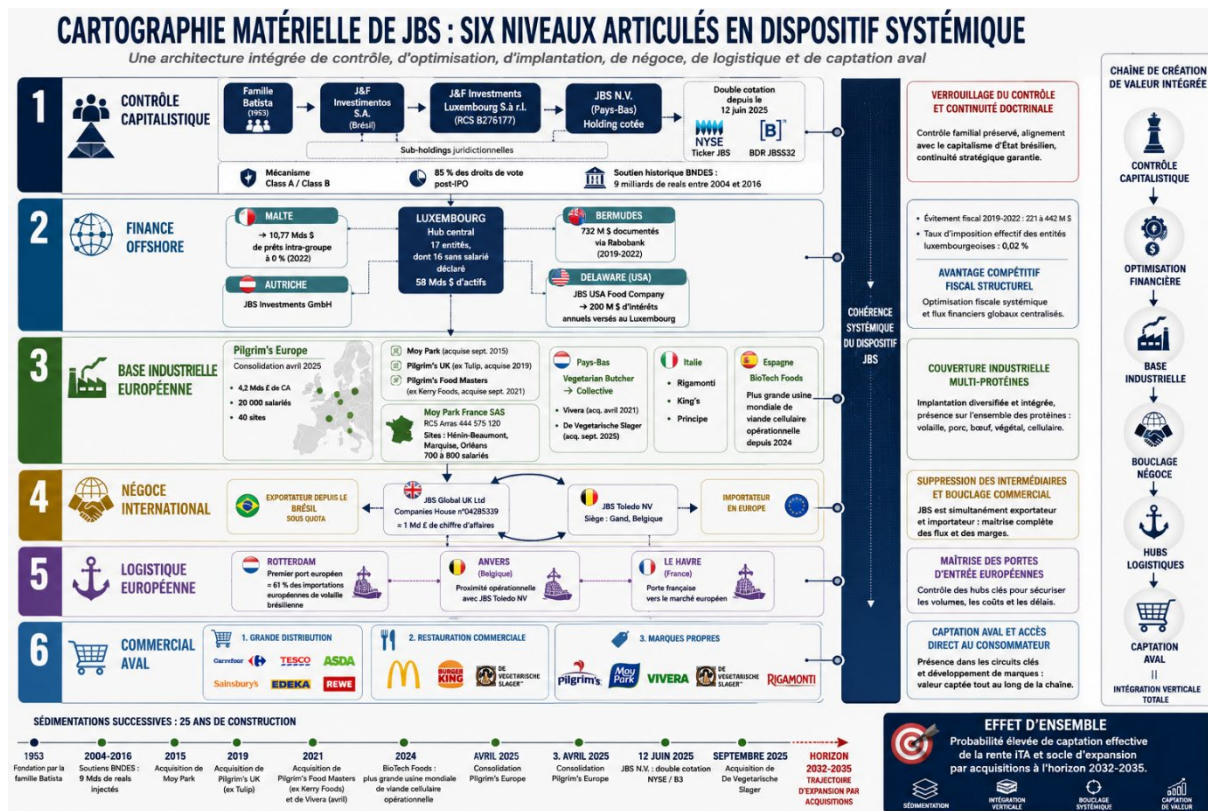 CARTOGRAPHIE MATÉRIELLE DE JBS : SIX NIVEAUX ARTICULÉS EN DISPOSITIF SYSTÉMIQUE
Une architecture intégrée de contrôle, d'optimisation, d'implantation, de négoce, de logistique et de captation aval
1
CONTRÔLE
CAPITALISTIQUE
Famille
Batista
(1953)
J&F
Investimentos
S.A.
(Brésil)
J&F Investments
Luxembourg S.à r.l.
(RCS B276177)
JBS N.V.
(Pays-Bas)
Holding cotée
Double cotation
depuis le
12 juin 2025
NYSE
Ticker JBS
[B]³
BDR JBSS32
Sub-holdings juridictionnelles
Mécanisme
Class A / Class B
85 % des droits de vote
post-IPO
Soutien historique BNDES :
9 milliards de reals entre 2004 et 2016
VERROUILLAGE DU CONTRÔLE
ET CONTINUITÉ DOCTRINALE
Contrôle familial préservé, alignement
avec le capitalisme d'État brésilien,
continuité stratégique garantie.
2
FINANCE
OFFSHORE
MALTE
→ 10,77 Mds $
de prêts intra-groupe
à 0 % (2022)
AUTRICHE
JBS Investments GmbH
LUXEMBOURG
Hub central
17 entités,
dont 16 sans salarié
déclaré
58 Mds $ d'actifs
BERMUDES
732 M $ documentés
via Rabobank
(2019-2022)
DELAWARE (USA)
JBS USA Food Company
→ 200 M $ d'intérêts
annuels versés au Luxembourg
• Évitement fiscal 2019-2022 : 221 à 442 M $
• Taux d'imposition effectif des entités
luxembourgeoises : 0,02 %
AVANTAGE COMPÉTITIF
FISCAL STRUCTUREL
Optimisation fiscale systémique
et flux financiers globaux centralisés.
3
BASE INDUSTRIELLE
EUROPÉENNE
Pilgrim's Europe
Consolidation avril 2025
• 4,2 Mds £ de CA
• 20 000 salariés
• 40 sites
Moy Park (acquise sept. 2015)
Pilgrim's UK (ex Tulip, acquise 2019)
Pilgrim's Food Masters
(ex Kerry Foods, acquise sept. 2021)
Moy Park France SAS
RCS Arras 444 575 120
Sites : Hénin-Beaumont,
Marquise, Orléans
700 à 800 salariés
Pays-Bas
Vegetarian Butcher
→ Collective
• Vivera (acq. avril 2021)
• De Vegetarische Slager
(acq. sept. 2025)
Italie
• Rigamonti
• King's
• Principe
Espagne
BioTech Foods
Plus grande usine
mondiale de
viande cellulaire
opérationnelle
depuis 2024
COUVERTURE INDUSTRIELLE
MULTI-PROTÉINES
Implantation diversifiée et intégrée,
présence sur l'ensemble des protéines :
volaille, porc, bœuf, végétal, cellulaire.
4
NÉGOCE
INTERNATIONAL
EXPORTATEUR DEPUIS LE
BRÉSIL
SOUS QUOTA
JBS Global UK Ltd
Companies House n°04285339
≈ 1 Md £ de chiffre d'affaires
JBS Toledo NV
Siège : Gand, Belgique
IMPORTATEUR
EN EUROPE
SUPPRESSION DES INTERMÉDIAIRES
ET BOUCLAGE COMMERCIAL
JBS est simultanément exportateur
et importateur : maîtrise complète
des flux et des marges.
5
LOGISTIQUE
EUROPÉENNE
ROTTERDAM
Premier port européen
≈ 61 % des importations
européennes de volaille
brésilienne
ANVERS
(Belgique)
Proximité opérationnelle
avec JBS Toledo NV
LE HAVRE
(France)
Porte française
vers le marché européen
MAÎTRISE DES PORTES
D'ENTRÉE EUROPÉENNES
Contrôle des hubs clés pour sécuriser
les volumes, les coûts et les délais.
6
COMMERCIAL
AVAL
1. GRANDE DISTRIBUTION
Carrefour
TESCO
ASDA
Sainsbury's
EDEKA
REWE
2. RESTAURATION COMMERCIALE
BURGER
KING
DE
VEGETARISCHE
SLAGER
3. MARQUES PROPRES
Pilgrim's
Moy
Park
VIVERA
DE
VEGETARISCHE
SLAGER
RIGAMONTI
CAPTATION AVAL ET ACCÈS
DIRECT AU CONSOMMATEUR
Présence dans les circuits clés
et développement de marques :
valeur captée tout au long de la chaîne.
COHÉRENCE
SYSTÉMIQUE
DU DISPOSITIF
JBS
CHAÎNE DE CRÉATION
DE VALEUR INTÉGRÉE
CONTRÔLE
CAPITALISTIQUE
OPTIMISATION
FINANCIÈRE
BASE
INDUSTRIELLE
BOUCLAGE
NÉGOCE
HUBS
LOGISTIQUES
CAPTATION
AVAL
INTÉGRATION VERTICALE
TOTALE
SÉDIMENTATIONS SUCCESSIVES : 25 ANS DE CONSTRUCTION
1953
Fondation par la
famille Batista
2004-2016
Soutiens BNDES :
9 Mds de reals
injectés
2015
Acquisition de
Moy Park
2019
Acquisition de
Pilgrim's UK
(ex Tulip)
2021
Acquisition de
Pilgrim's Food Masters
(ex Kerry Foods)
et de Vivera (avril)
2024
BioTech Foods :
plus grande usine mondiale
de viande cellulaire
opérationnelle
AVRIL 2025
Consolidation
Pilgrim's Europe
3. AVRIL 2025
Consolidation
Pilgrim's Europe
12 JUIN 2025
JBS N.V. : double cotation
NYSE / B3
SEPTEMBRE 2025
Acquisition de
De Vegetarische
Slager
HORIZON
2032-2035
TRAJECTOIRE
D'EXPANSION PAR
ACQUISITIONS
EFFET D'ENSEMBLE
Probabilité élevée de captation effective
de la rente iTA et socle d'expansion
par acquisitions à l'horizon 2032-2035.
SÉDIMENTATION
INTÉGRATION
VERTICALE
BOUCLAGE
SYSTÉMIQUE
CAPTATION
DE VALEUR